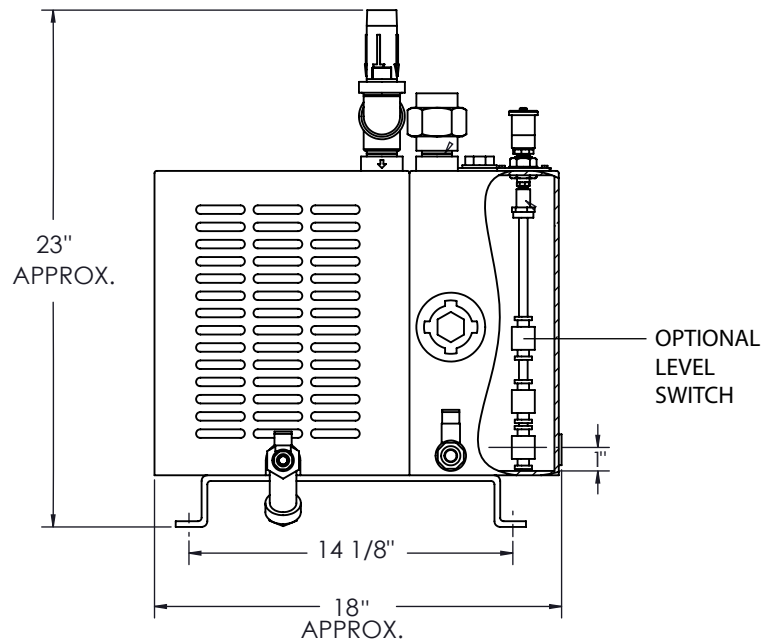 23"
APPROX.
OPTIONAL
LEVEL
SWITCH
1"
14 1/8"
18"
APPROX.